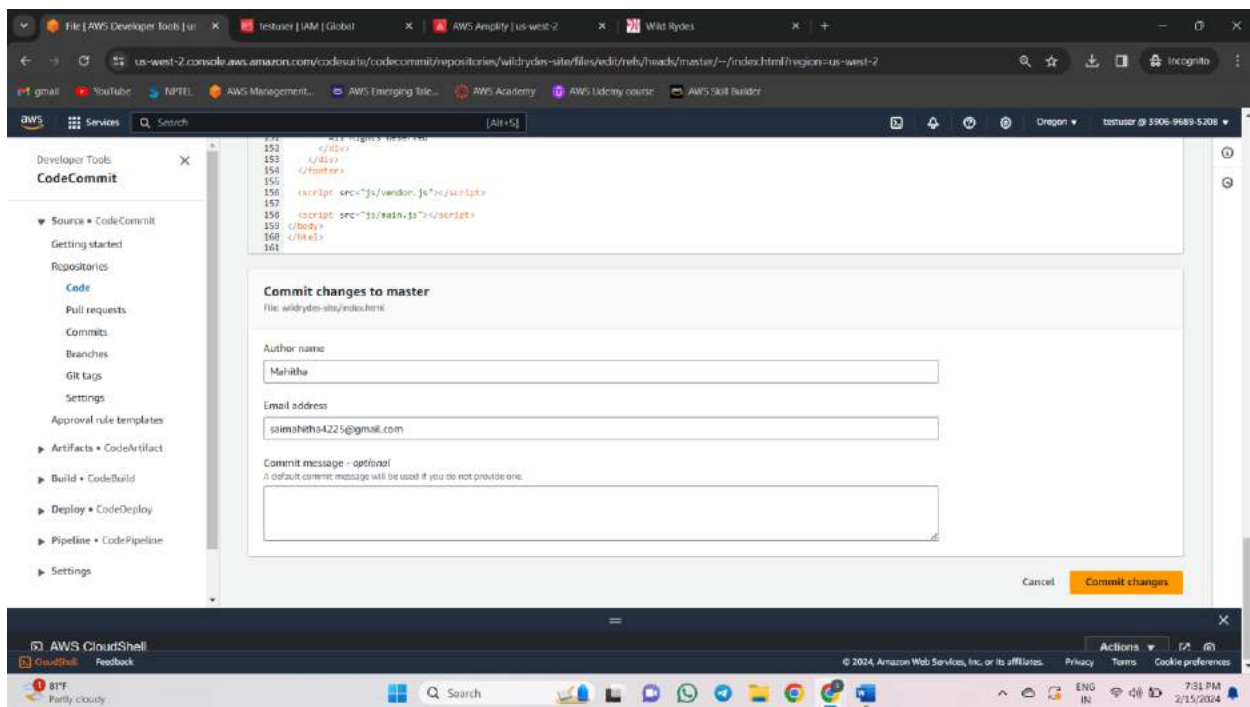 File | AWS Developer Tools | us
testuser | IAM | Global
AWS Amplify | us-west-2
Wild Rydes
us-west-2.console.aws.amazon.com/codesuite/codecommit/repositories/wildrydes-site/files/edit/refs/heads/master/--/index.html?region=us-west-2
Incognito
gmail YouTube NPTEL AWS Management... AWS Emerging Tale... AWS Academy AWS Udemy course AWS Skill Builder
aws Services Search [Alt+S] Oregon testuser @ 3906-9689-5208
Developer Tools
CodeCommit
Source • CodeCommit
Getting started
Repositories
Code
Pull requests
Commits
Branches
Git tags
Settings
Approval rule templates
Artifacts • CodeArtifact
Build • CodeBuild
Deploy • CodeDeploy
Pipeline • CodePipeline
Settings
151 All Rights Reserved
152 </div>
153 </div>
154 </footer>
155
156 <script src="js/vendor.js"></script>
157
158 <script src="js/main.js"></script>
159 </body>
160 </html>
161
Commit changes to master
File: wildrydes-site/index.html
Author name
Mahitha
Email address
saimahitha4225@gmail.com
Commit message - optional
A default commit message will be used if you do not provide one.
Cancel Commit changes
AWS CloudShell
Actions
CloudShell Feedback
© 2024, Amazon Web Services, Inc. or its affiliates. Privacy Terms Cookie preferences
1 81°F
Partly cloudy
Search
ENG
IN
7:31 PM
2/15/2024